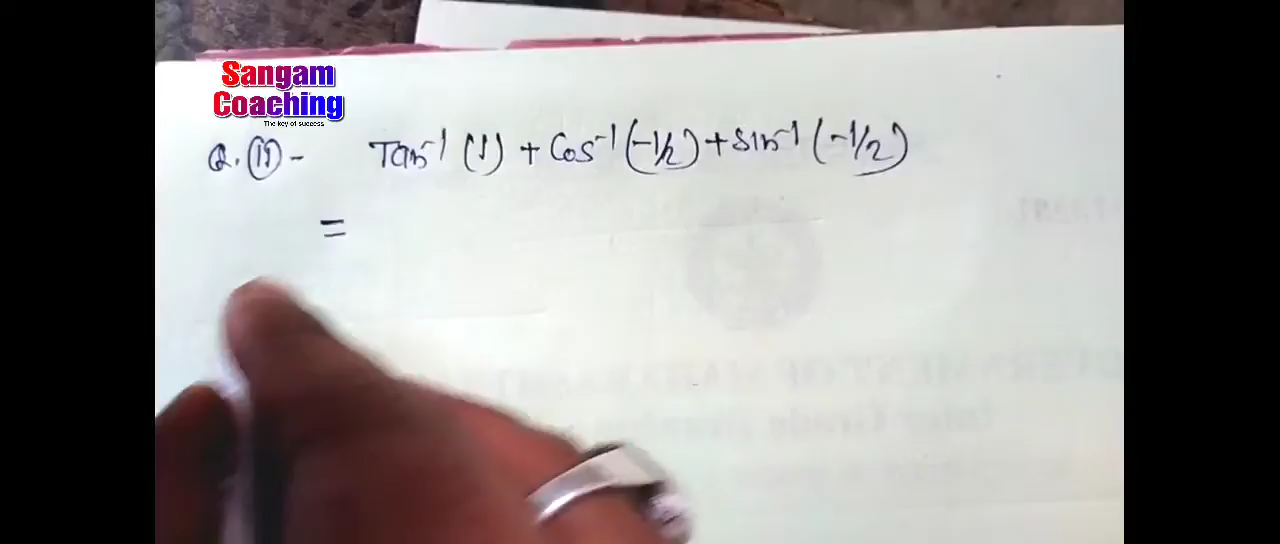 Sangam
Coaching
The key of success
Q. (11) - Tan⁻¹ (1) + Cos⁻¹ (-1/2) + Sin⁻¹ (-1/2)
=